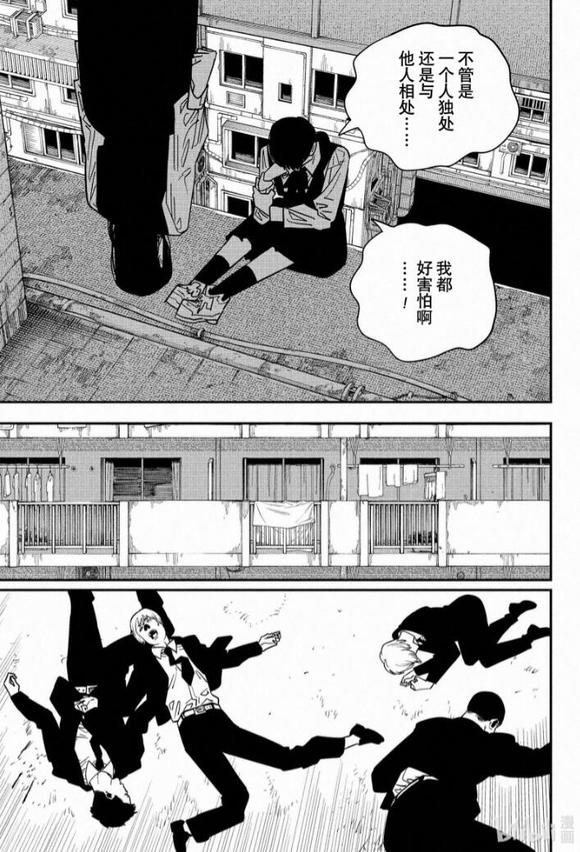 不管是
一个人独处
还是与
他人相处……
我都
好害怕啊
……！